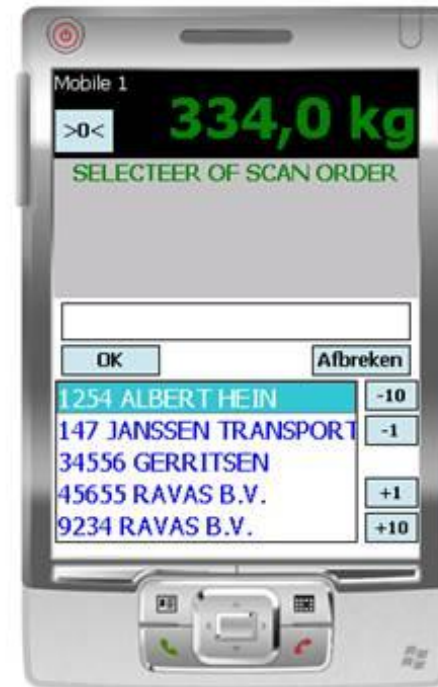 Mobile 1
>0<
334,0 kg
SELECTEER OF SCAN ORDER
OK
Afbreken
1254 ALBERT HEIN
-10
147 JANSSEN TRANSPORT
-1
34556 GERRITSEN
45655 RAVAS B.V.
+1
9234 RAVAS B.V.
+10